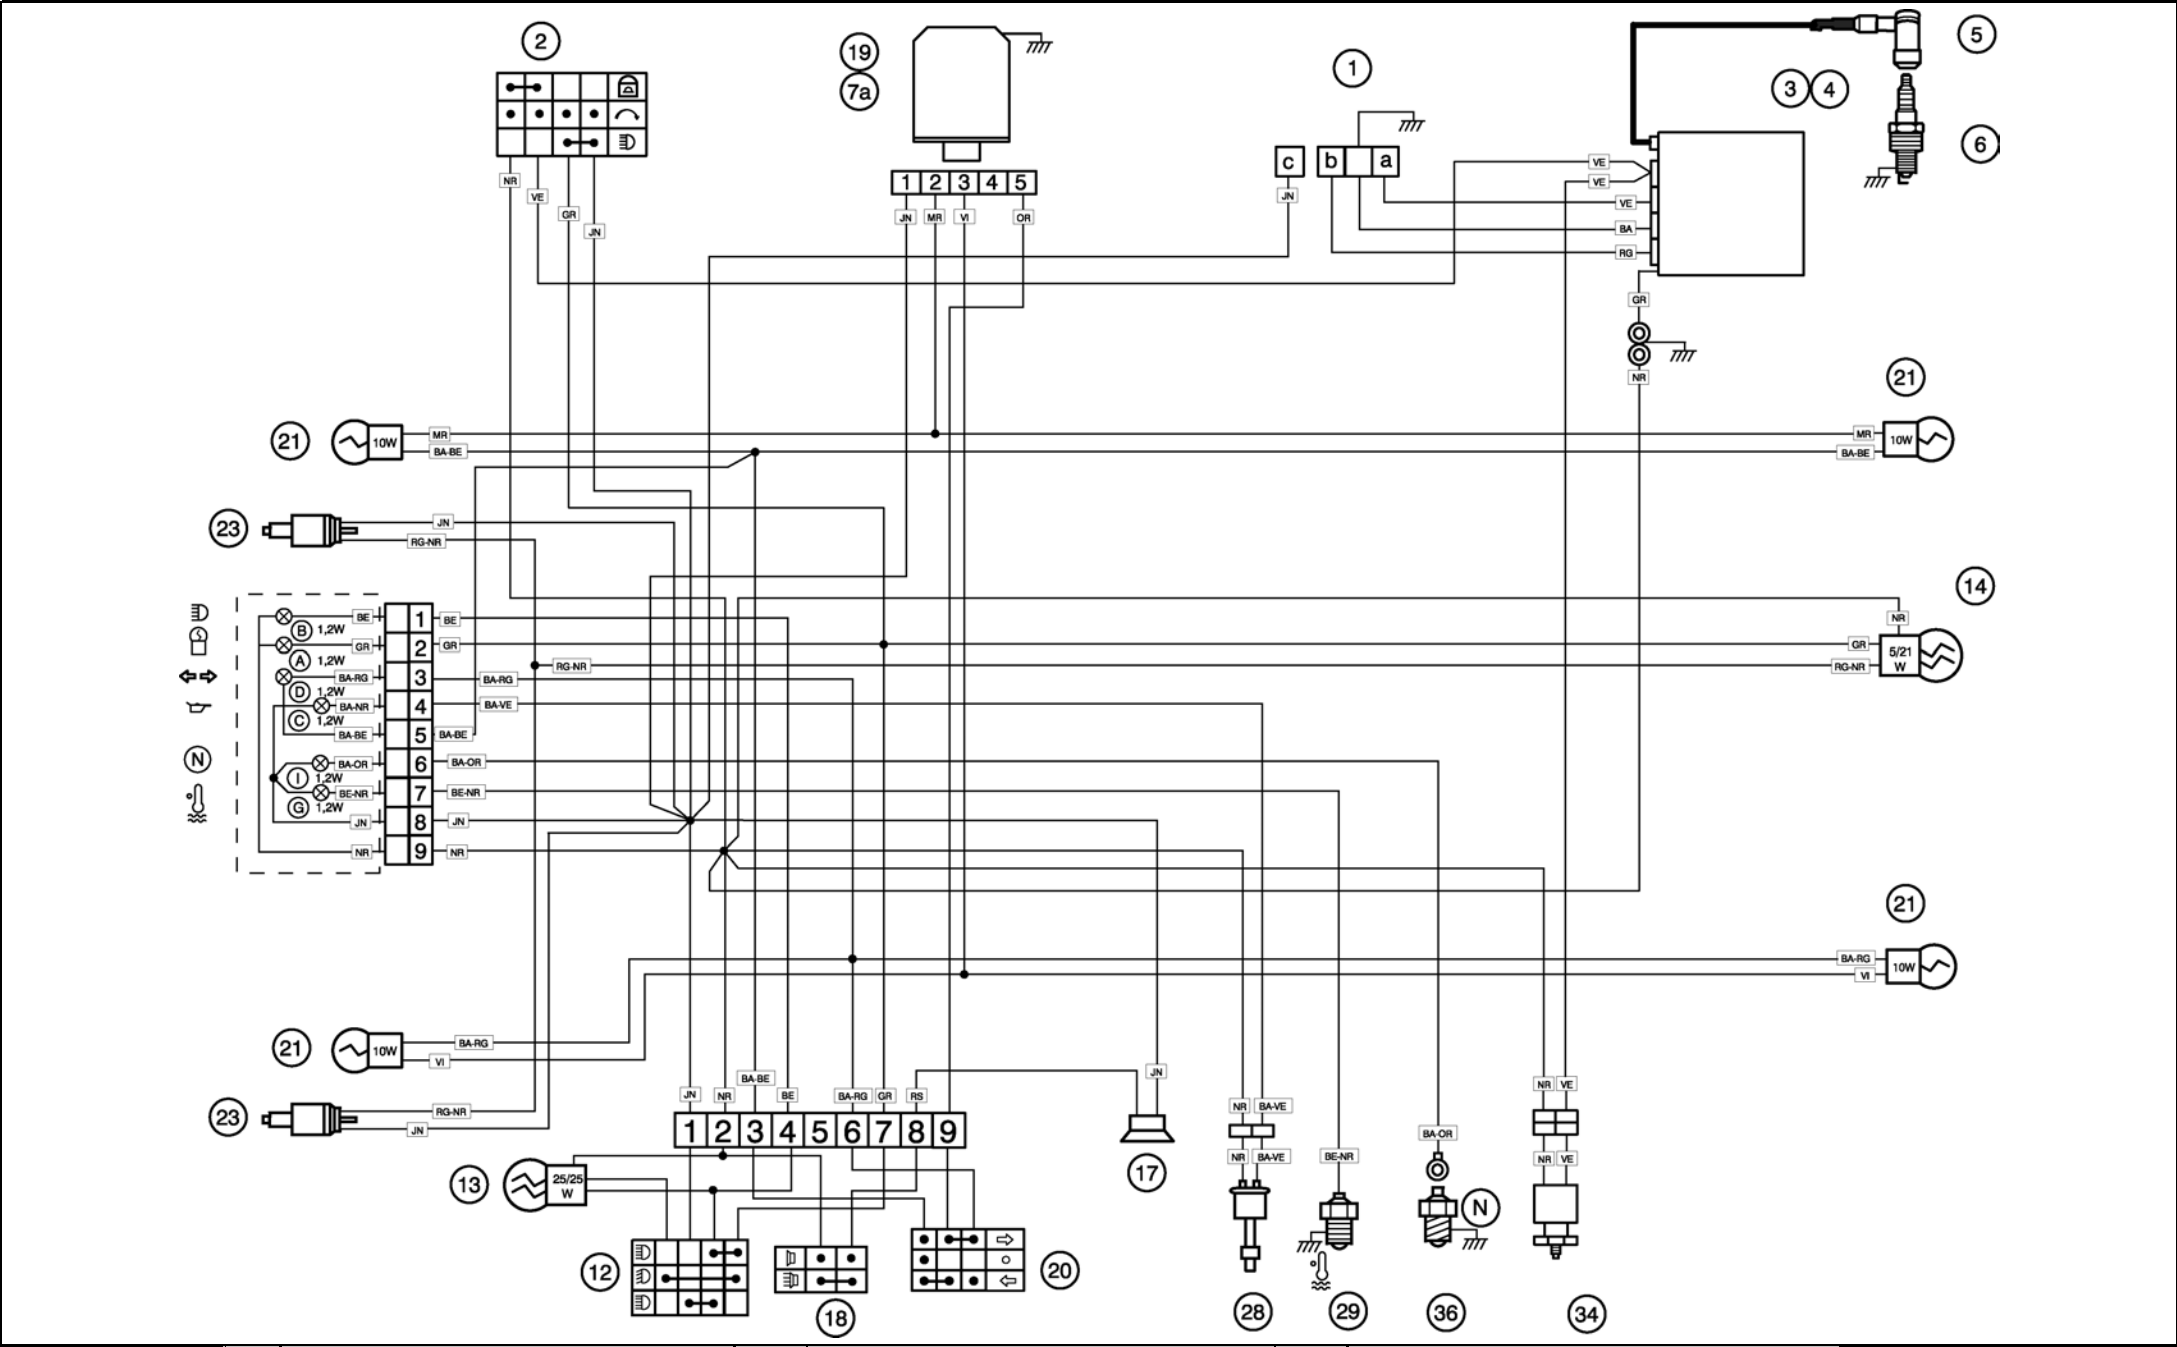 2
19
7a
1
3
4
5
6
c
b
a
1 2 3 4 5
NR
VE
GR
JN
JN
MR
VI
OR
JN
VE
VE
VE
BA
RG
GR
NR
21
10W
MR
BA-BE
21
MR
BA-BE
10W
23
JN
RG-NR
14
NR
GR
RG-NR
5/21
W
BE
1
BE
B 1,2W
GR
2
GR
A 1,2W
RG-NR
BA-RG
3
BA-RG
D 1,2W
BA-NR
4
BA-VE
C 1,2W
BA-BE
5
BA-BE
N
BA-OR
6
BA-OR
I 1,2W
BE-NR
7
BE-NR
G 1,2W
JN
8
JN
NR
9
NR
21
BA-RG
VI
10W
21
10W
BA-RG
VI
23
RG-NR
JN
JN
NR
BA-BE
BE
BA-RG
GR
RS
JN
1 2 3 4 5 6 7 8 9
13
25/25
W
12
18
20
17
NR
BA-VE
NR
BA-VE
28
BE-NR
29
BA-OR
N
36
NR
VE
NR
VE
34